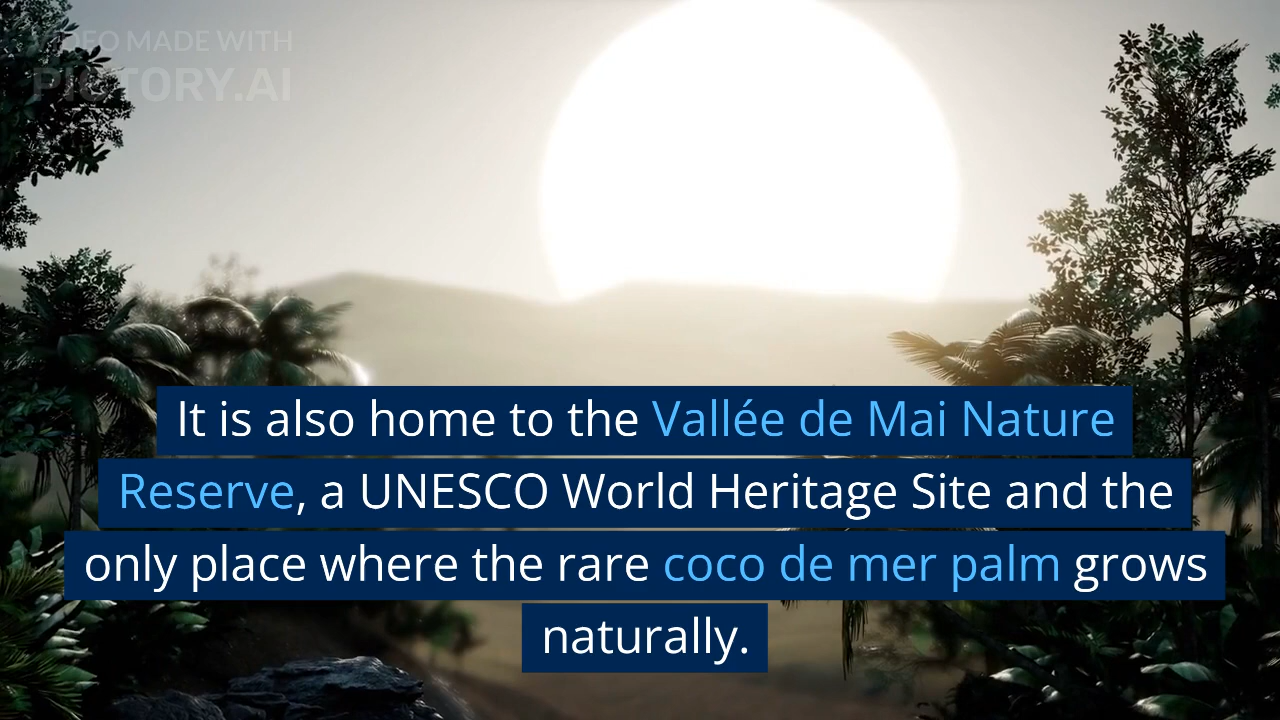 VIDEO MADE WITH
PICTORY.AI
It is also home to the Vallée de Mai Nature
Reserve, a UNESCO World Heritage Site and the
only place where the rare coco de mer palm grows
naturally.